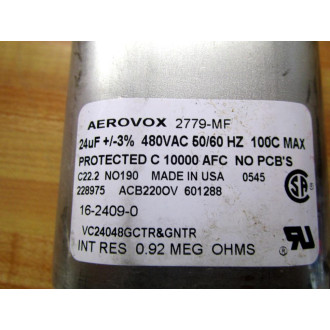 AEROVOX 2779-MF
24uF +/-3% 480VAC 50/60 HZ 100C MAX
PROTECTED C 10000 AFC NO PCB'S
C22.2 NO190 MADE IN USA 0545
228975 ACB220OV 601288
16-2409-0
VC24048GCTR&GNTR
INT RES 0.92 MEG OHMS